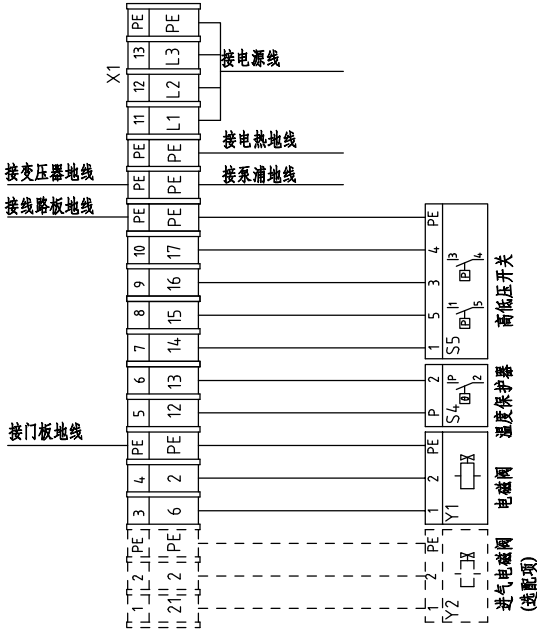 X1
PE PE
13 L3
接电源线
12 L2
11 L1
PE PE
接电热地线
接变压器地线
PE PE
接泵浦地线
接线路板地线
PE PE
PE
10 17
4
9 16
3
8 15
5
7 14
1
S5
P 3 4
P 1 5
高低压开关
6 13
2
5 12
P
S4
θ P 2
温度保护器
接门板地线
PE PE
PE
4 2
2
3 6
1
Y1
电磁阀
PE PE
PE
2 2
2
1 21
1
Y2
进气电磁阀
(选配项)